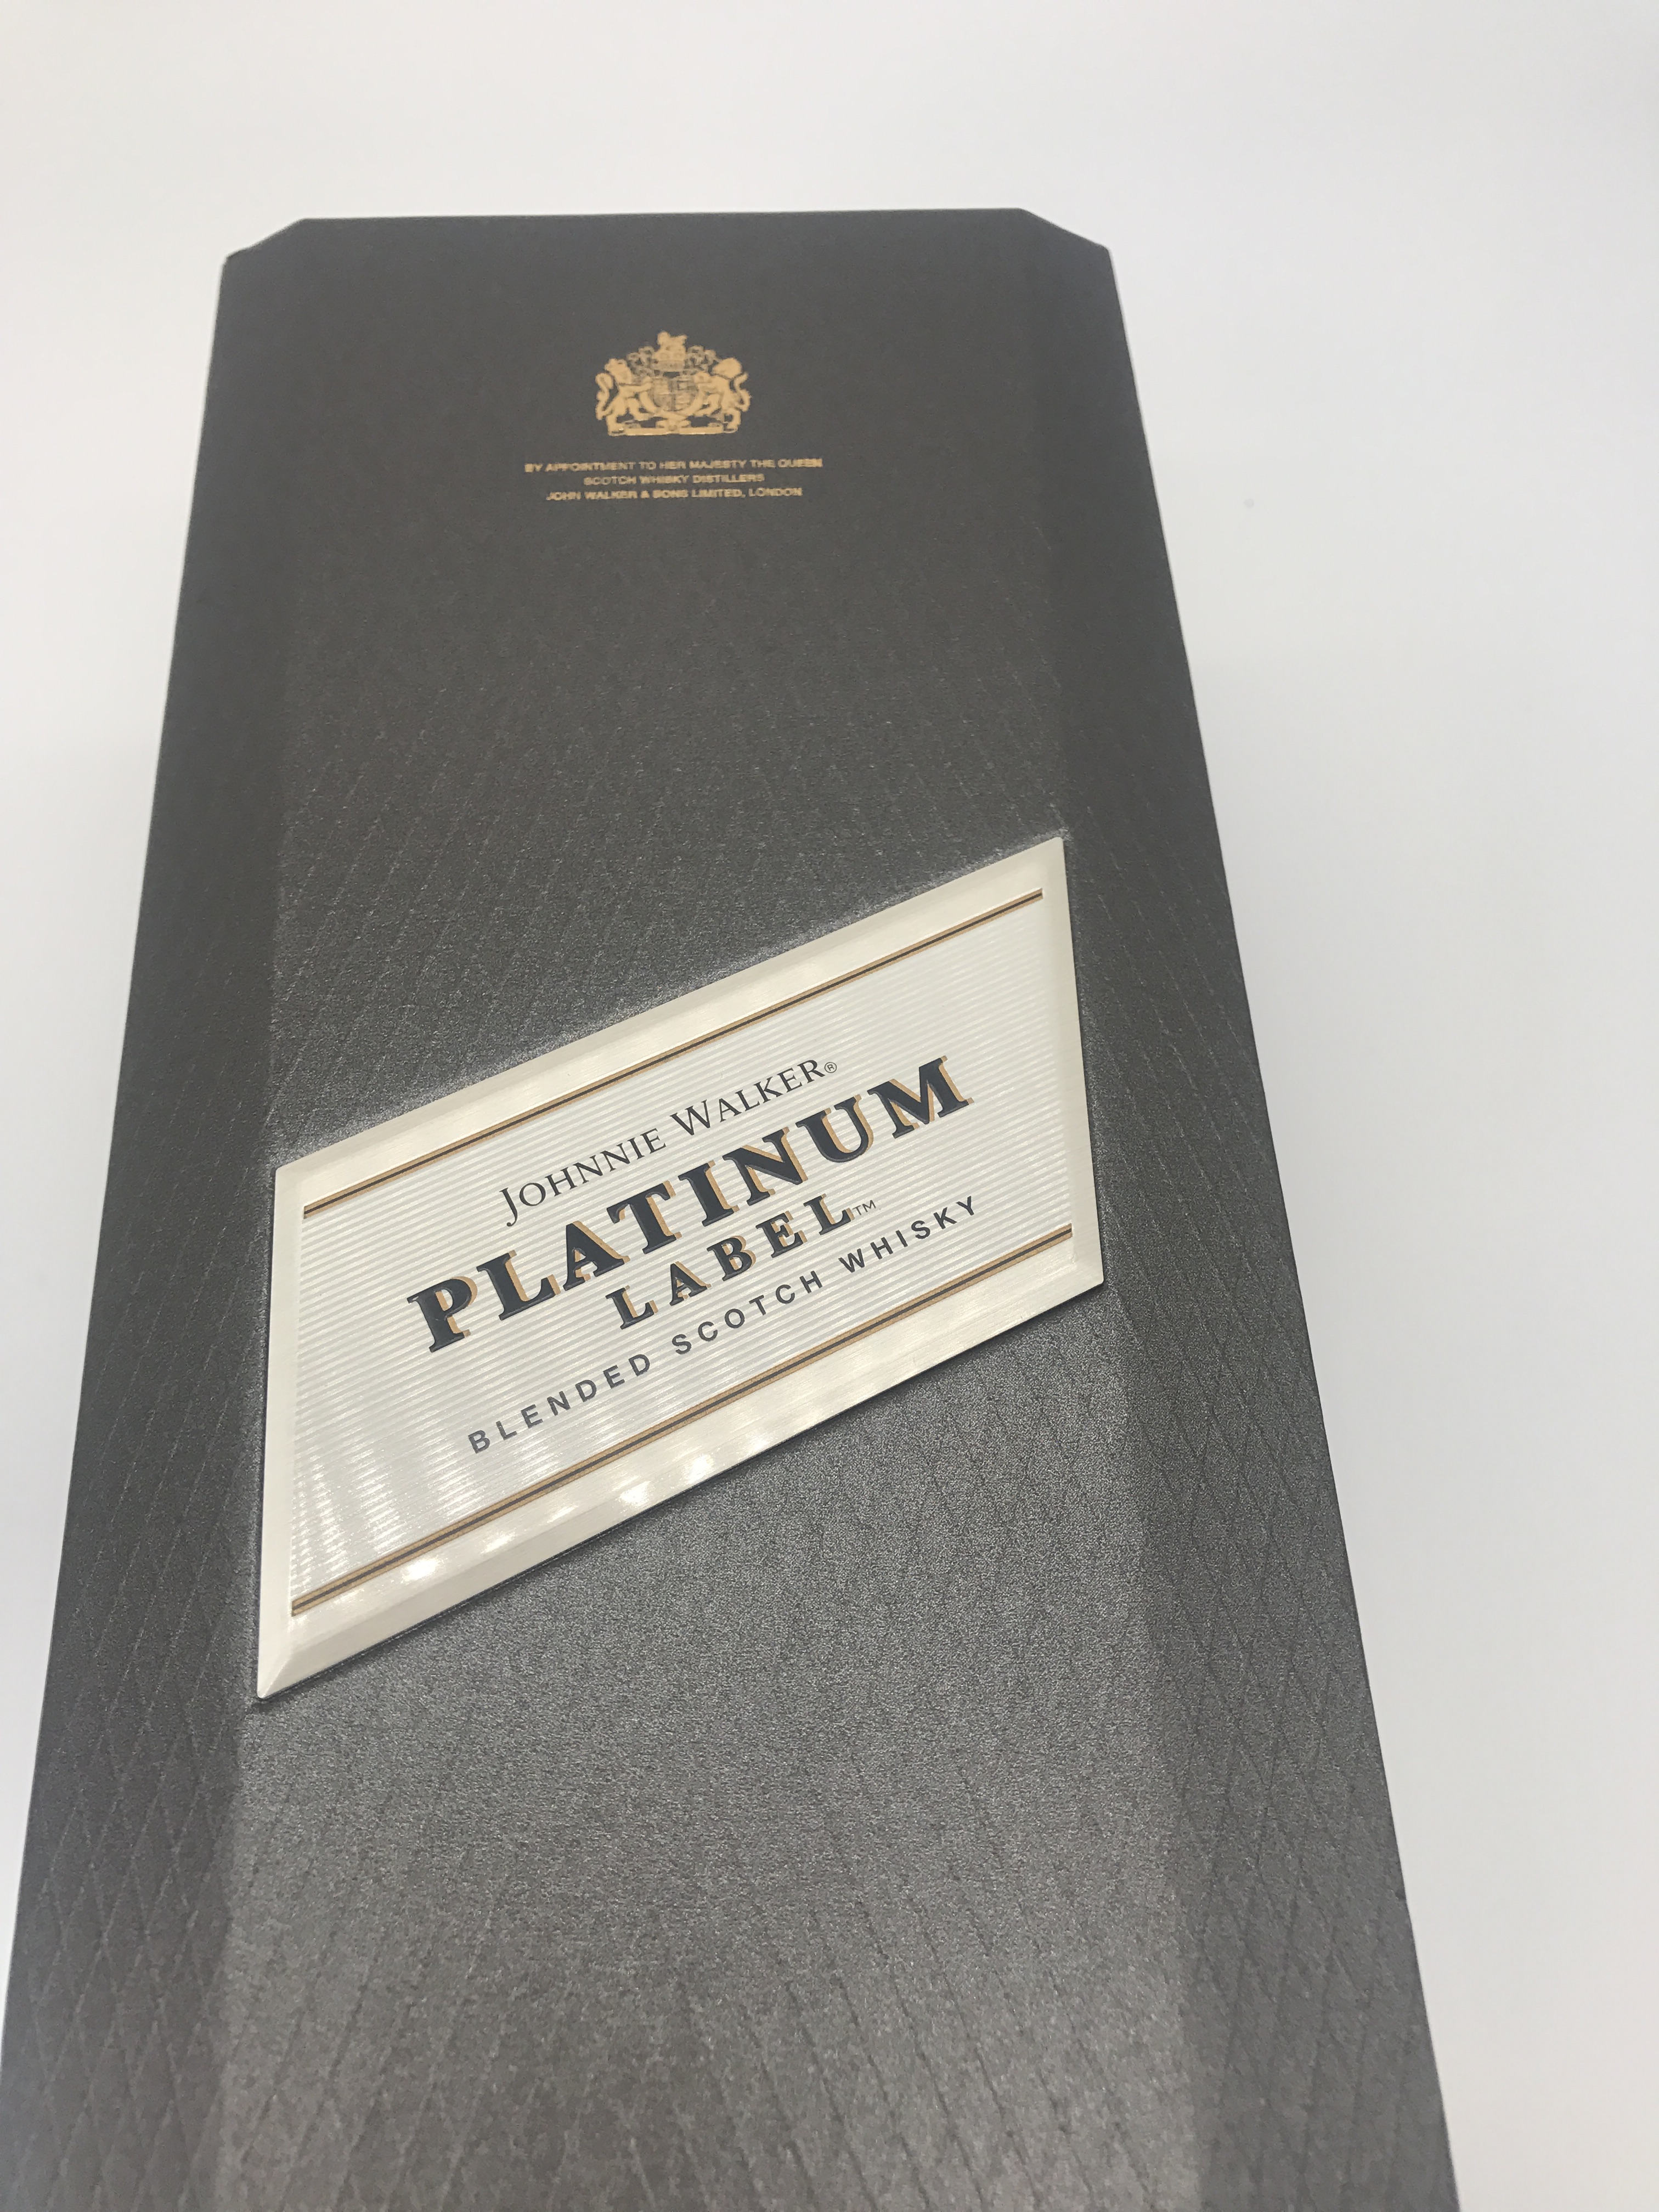 BY APPOINTMENT TO HER MAJESTY THE QUEEN
SCOTCH WHISKY DISTILLERS
JOHN WALKER & SONS LIMITED, LONDON
JOHNNIE WALKER®
PLATINUM
LABEL™
BLENDED SCOTCH WHISKY